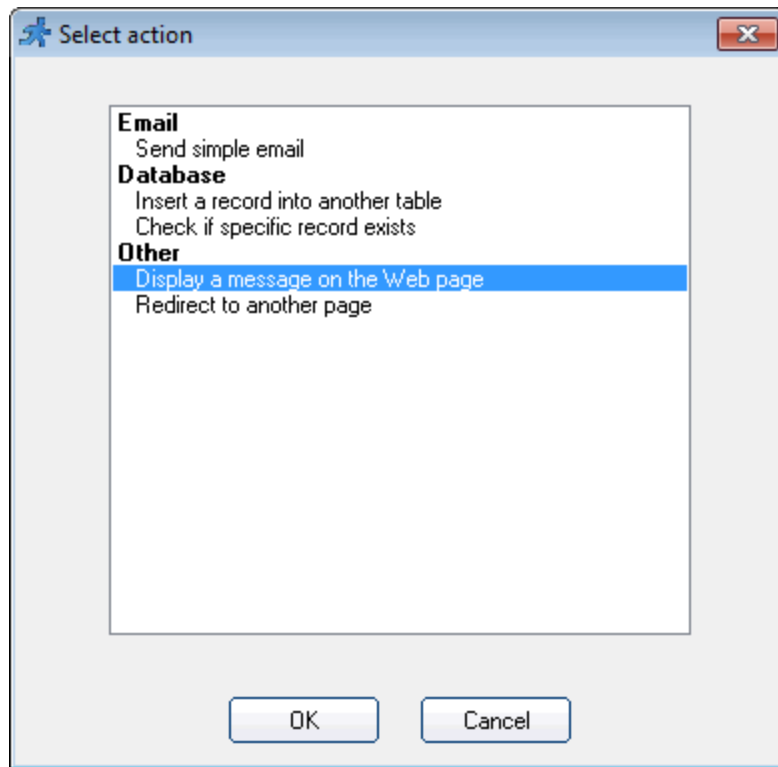 Select action
Email
Send simple email
Database
Insert a record into another table
Check if specific record exists
Other
Display a message on the Web page
Redirect to another page
OK
Cancel